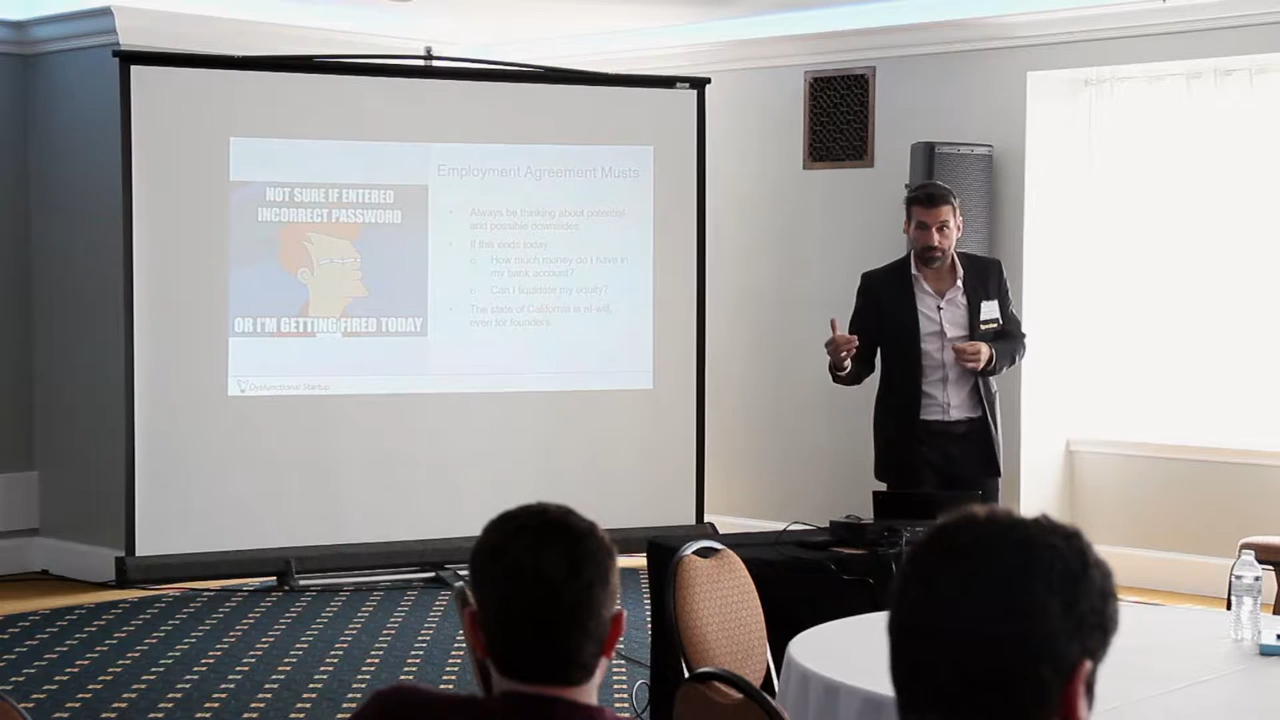 NOT SURE IF ENTERED
INCORRECT PASSWORD
OR I'M GETTING FIRED TODAY
Employment Agreement Musts
• Always be thinking about potential
and possible downsides.
• If this ends today
o How much money do I have in
my bank account?
o Can I liquidate my equity?
• The state of California is at-will,
even for founders.
Dysfunctional Startup